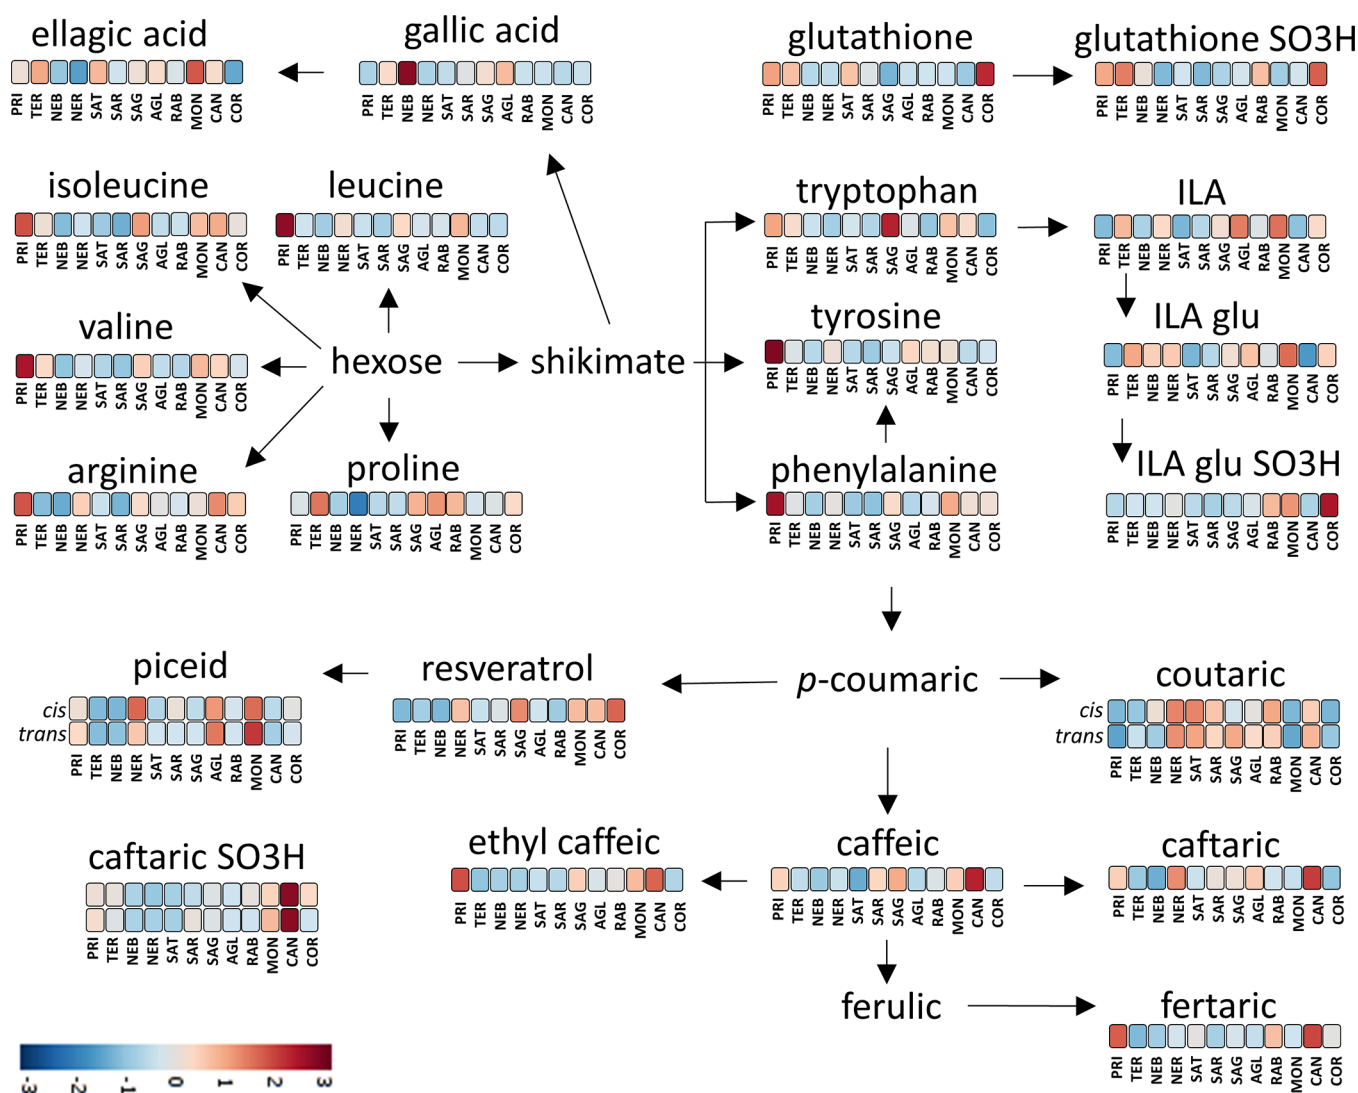 ellagic acid
gallic acid
glutathione
glutathione SO3H
PRI TER NEB NER SAT SAR SAG AGL RAB MON CAN COR
PRI TER NEB NER SAT SAR SAG AGL RAB MON CAN COR
PRI TER NEB NER SAT SAR SAG AGL RAB MON CAN COR
PRI TER NEB NER SAT SAR SAG AGL RAB MON CAN COR
isoleucine
leucine
tryptophan
ILA
PRI TER NEB NER SAT SAR SAG AGL RAB MON CAN COR
PRI TER NEB NER SAT SAR SAG AGL RAB MON CAN COR
PRI TER NEB NER SAT SAR SAG AGL RAB MON CAN COR
PRI TER NEB NER SAT SAR SAG AGL RAB MON CAN COR
valine
hexose
shikimate
tyrosine
ILA glu
PRI TER NEB NER SAT SAR SAG AGL RAB MON CAN COR
PRI TER NEB NER SAT SAR SAG AGL RAB MON CAN COR
PRI TER NEB NER SAT SAR SAG AGL RAB MON CAN COR
arginine
proline
phenylalanine
ILA glu SO3H
PRI TER NEB NER SAT SAR SAG AGL RAB MON CAN COR
PRI TER NEB NER SAT SAR SAG AGL RAB MON CAN COR
PRI TER NEB NER SAT SAR SAG AGL RAB MON CAN COR
PRI TER NEB NER SAT SAR SAG AGL RAB MON CAN COR
piceid
resveratrol
p-coumaric
coutaric
cis
trans
PRI TER NEB NER SAT SAR SAG AGL RAB MON CAN COR
PRI TER NEB NER SAT SAR SAG AGL RAB MON CAN COR
cis
trans
PRI TER NEB NER SAT SAR SAG AGL RAB MON CAN COR
caftaric SO3H
ethyl caffeic
caffeic
caftaric
PRI TER NEB NER SAT SAR SAG AGL RAB MON CAN COR
PRI TER NEB NER SAT SAR SAG AGL RAB MON CAN COR
PRI TER NEB NER SAT SAR SAG AGL RAB MON CAN COR
PRI TER NEB NER SAT SAR SAG AGL RAB MON CAN COR
ferulic
fertaric
PRI TER NEB NER SAT SAR SAG AGL RAB MON CAN COR
-3 -2 -1 0 1 2 3